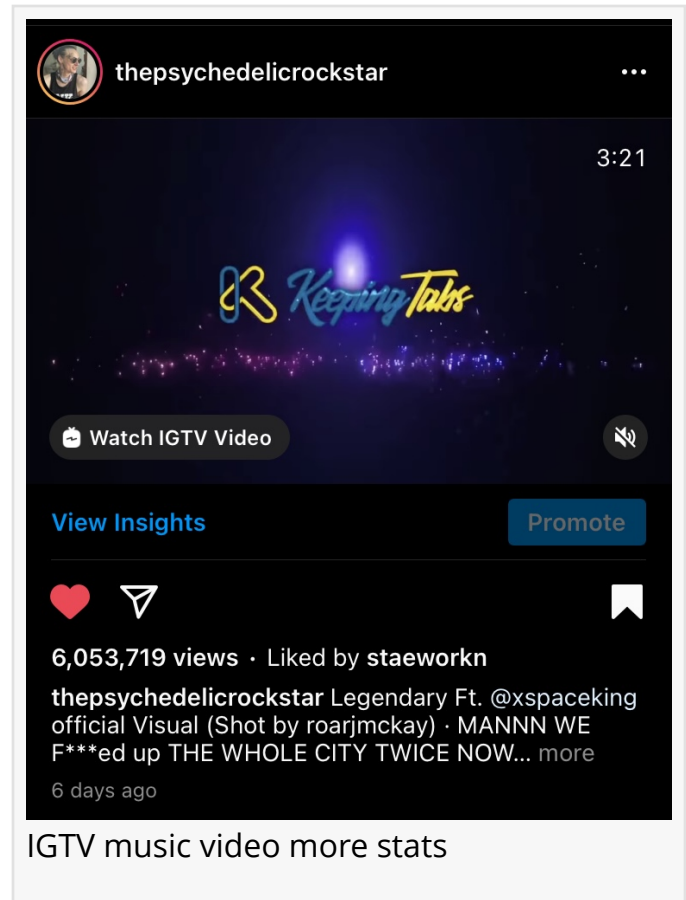 thepsychedelicrockstar
3:21
K Keeping Tabs
Watch IGTV Video
View Insights
Promote
6,053,719 views · Liked by staeworkn
thepsychedelicrockstar Legendary Ft. @xspaceking
official Visual (Shot by roarjmckay) · MANNN WE
F***ed up THE WHOLE CITY TWICE NOW... more
6 days ago
IGTV music video more stats